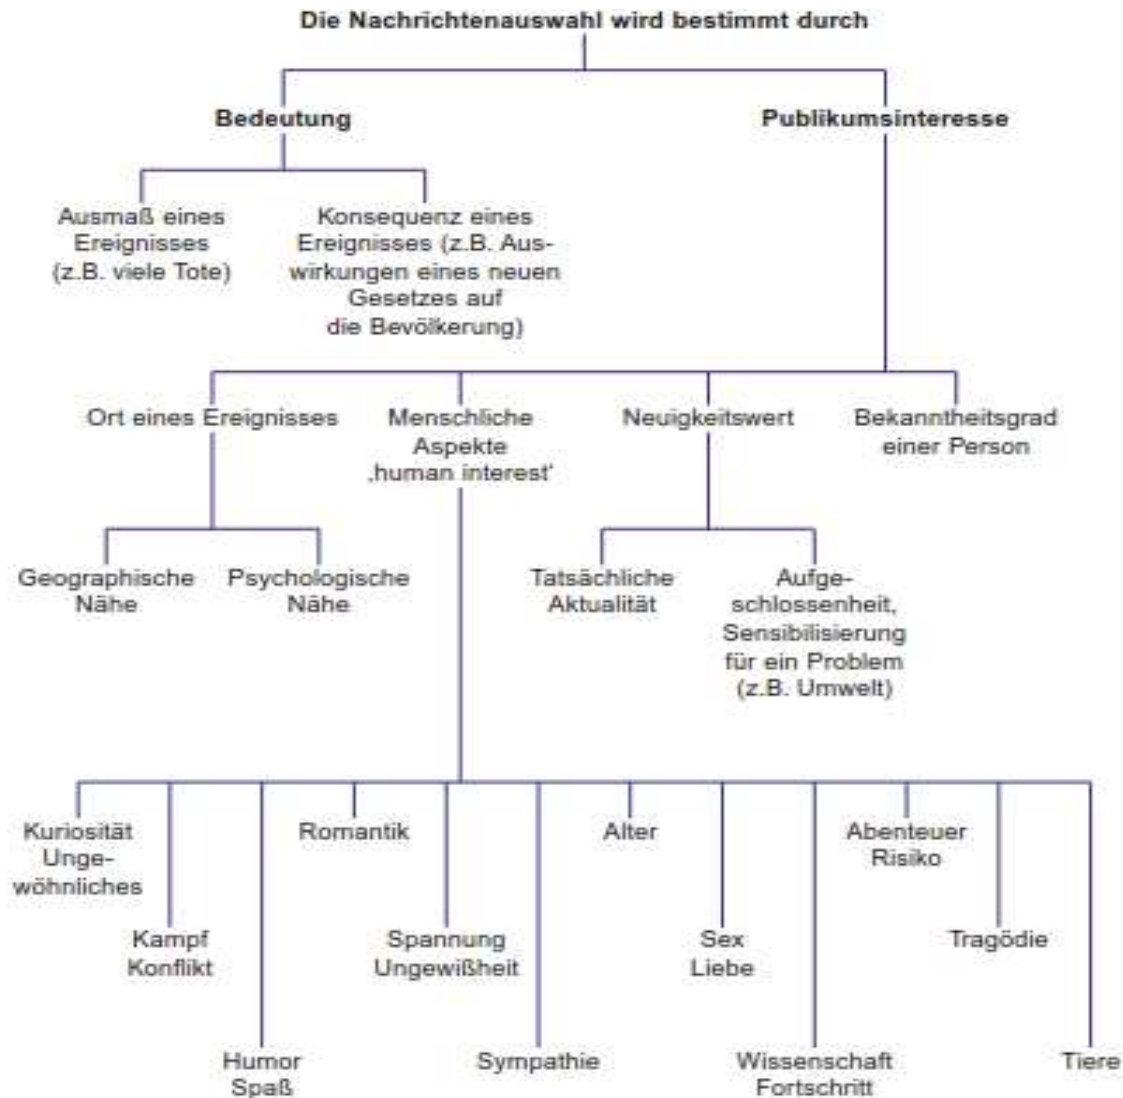 Die Nachrichtenauswahl wird bestimmt durch
Bedeutung
Publikumsinteresse
Ausmaß eines
Ereignisses
(z.B. viele Tote)
Konsequenz eines
Ereignisses (z.B. Aus-
wirkungen eines neuen
Gesetzes auf
die Bevölkerung)
Ort eines Ereignisses
Menschliche
Aspekte
‚human interest'
Neuigkeitswert
Bekanntheitsgrad
einer Person
Geographische
Nähe
Psychologische
Nähe
Tatsächliche
Aktualität
Aufge-
schlossenheit,
Sensibilisierung
für ein Problem
(z.B. Umwelt)
Kuriosität
Unge-
wöhnliches
Romantik
Alter
Abenteuer
Risiko
Kampf
Konflikt
Spannung
Ungewißheit
Sex
Liebe
Tragödie
Humor
Spaß
Sympathie
Wissenschaft
Fortschritt
Tiere